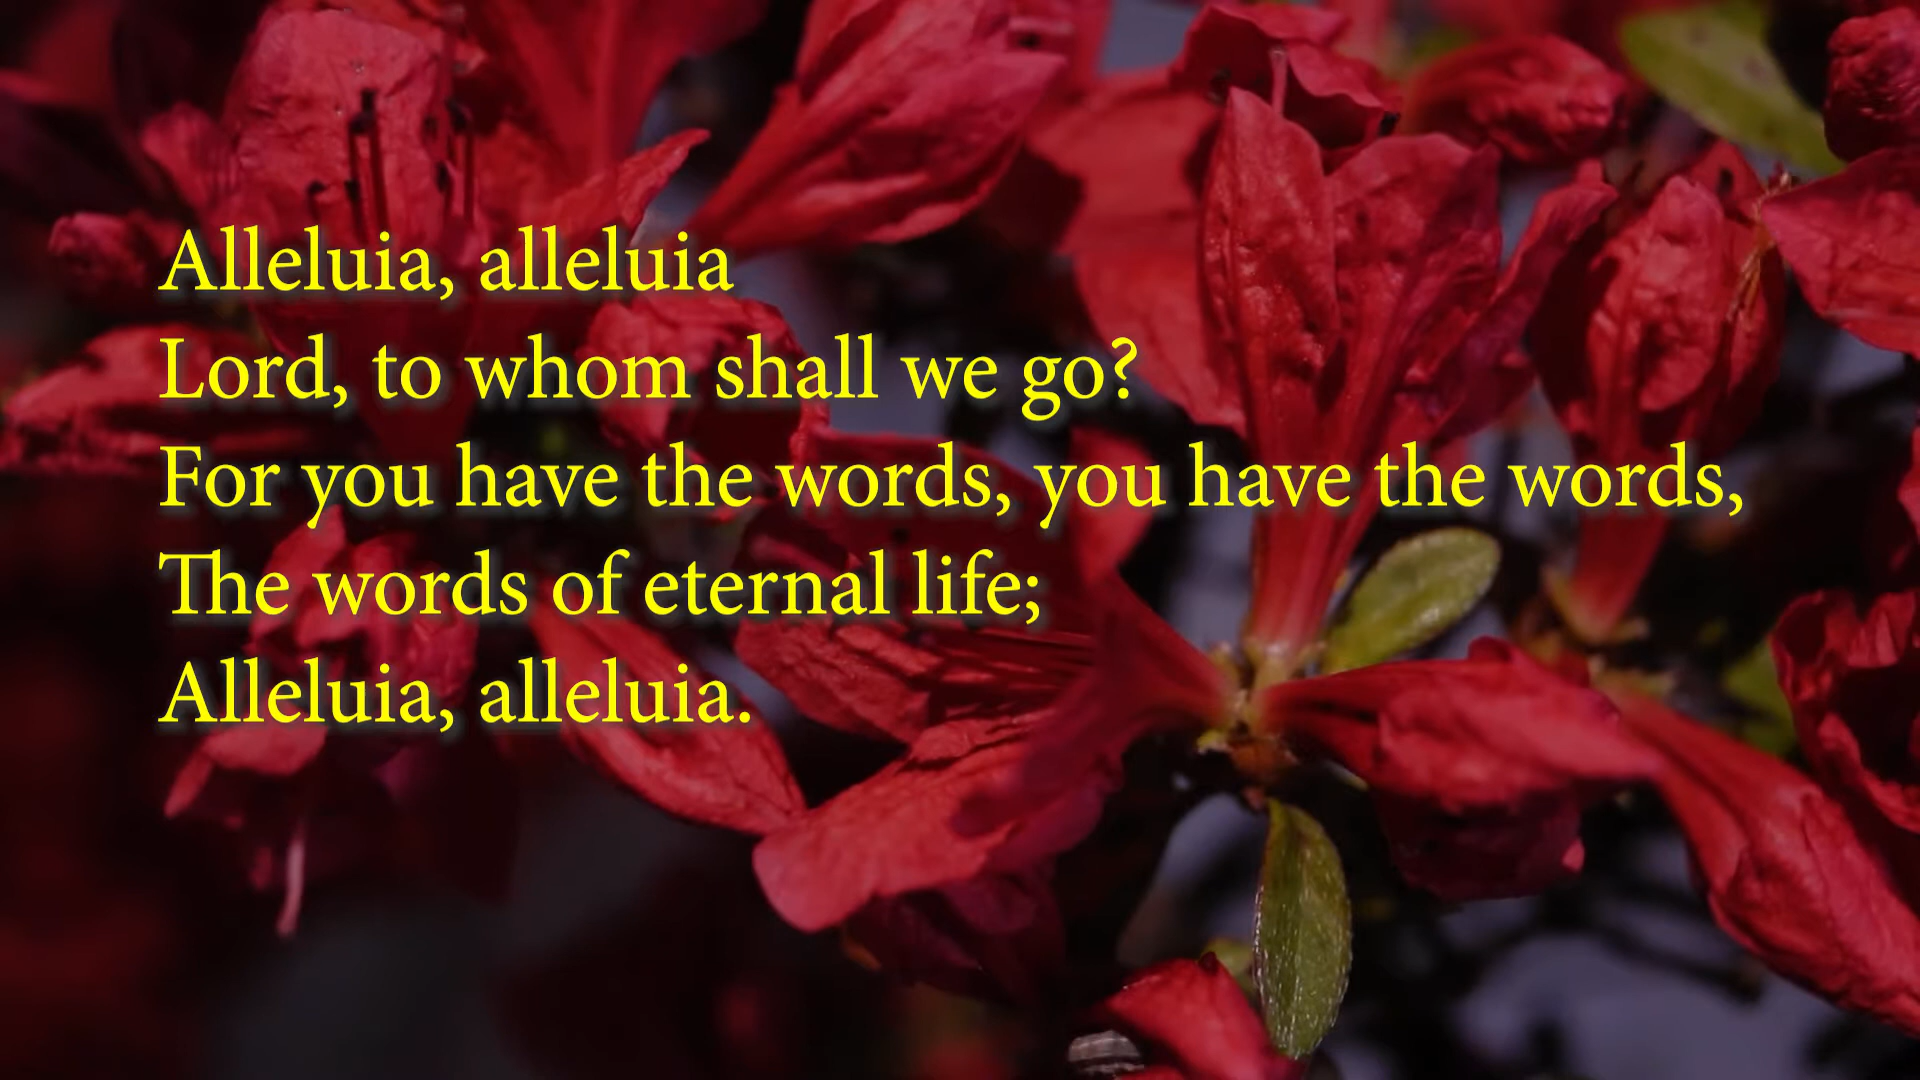 Alleluia, alleluia
Lord, to whom shall we go?
For you have the words, you have the words,
The words of eternal life;
Alleluia, alleluia.